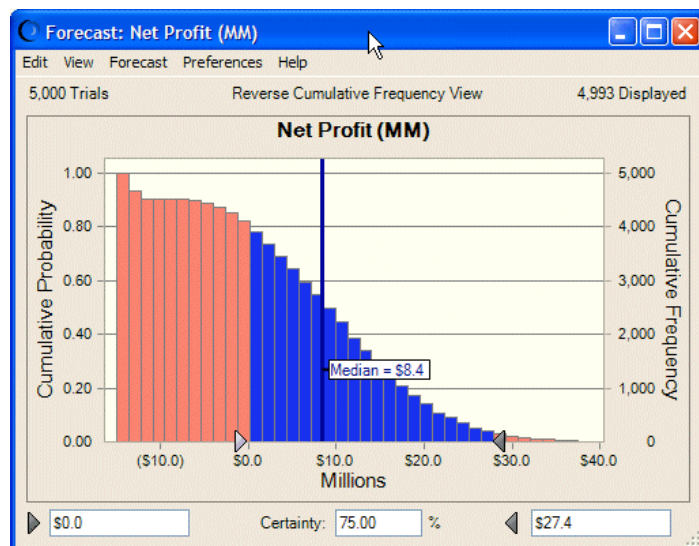 Forecast: Net Profit (MM)
Edit View Forecast Preferences Help
5,000 Trials Reverse Cumulative Frequency View 4,993 Displayed
Net Profit (MM)
Cumulative Probability
1.00
0.80
0.60
0.40
0.20
0.00
5,000
4,000
3,000
2,000
1,000
0
Cumulative Frequency
Median = $8.4
($10.0) $0.0 $10.0 $20.0 $30.0 $40.0
Millions
$0.0 Certainty: 75.00 % $27.4